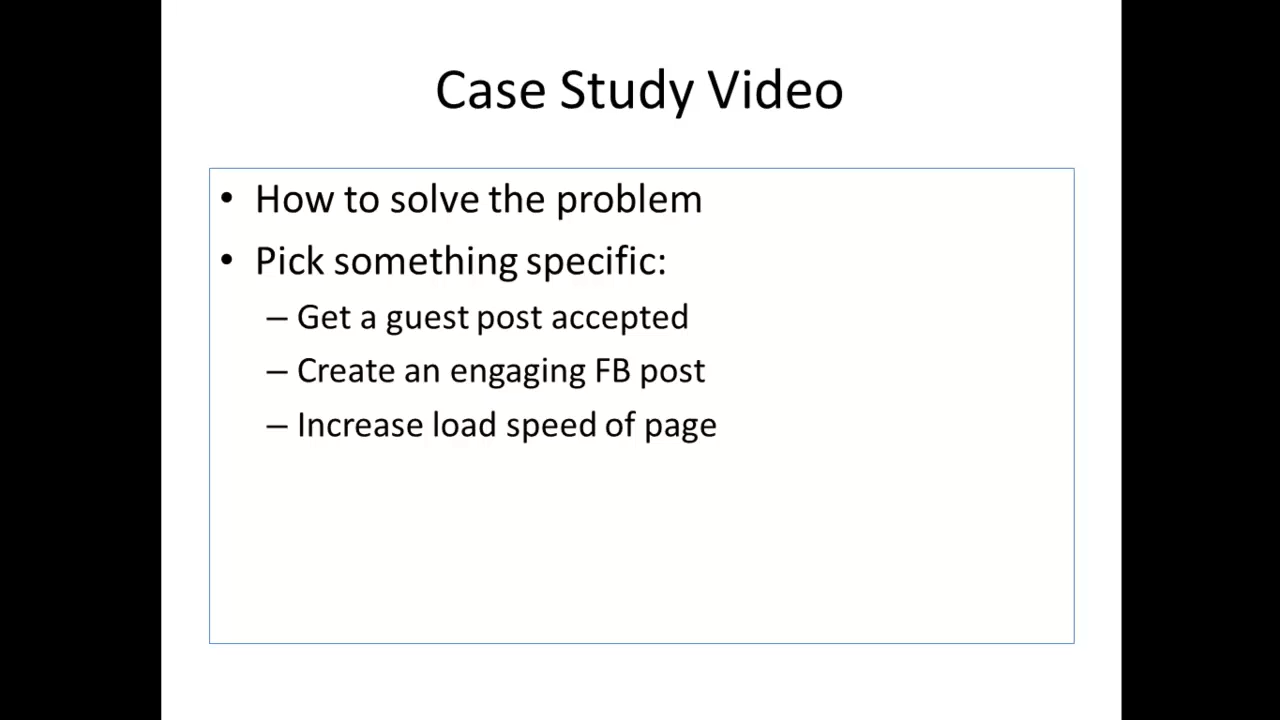 Case Study Video
• How to solve the problem
• Pick something specific:
– Get a guest post accepted
– Create an engaging FB post
– Increase load speed of page